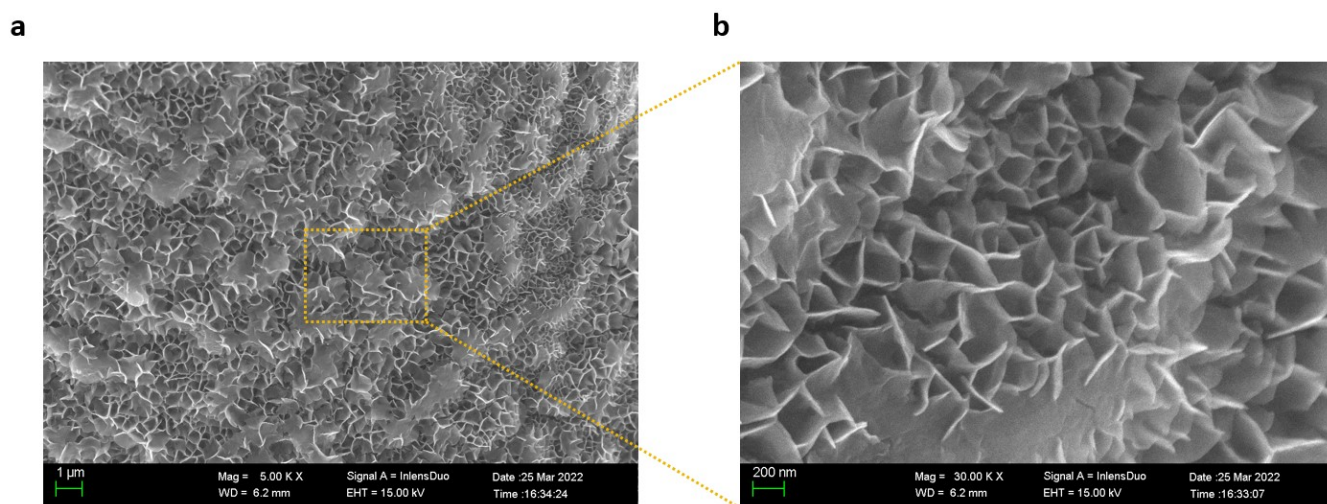 a
b
1 µm
Mag = 5.00 K X
Signal A = InlensDuo
Date :25 Mar 2022
WD = 6.2 mm
EHT = 15.00 kV
Time :16:34:24
200 nm
Mag = 30.00 K X
Signal A = InlensDuo
Date :25 Mar 2022
WD = 6.2 mm
EHT = 15.00 kV
Time :16:33:07